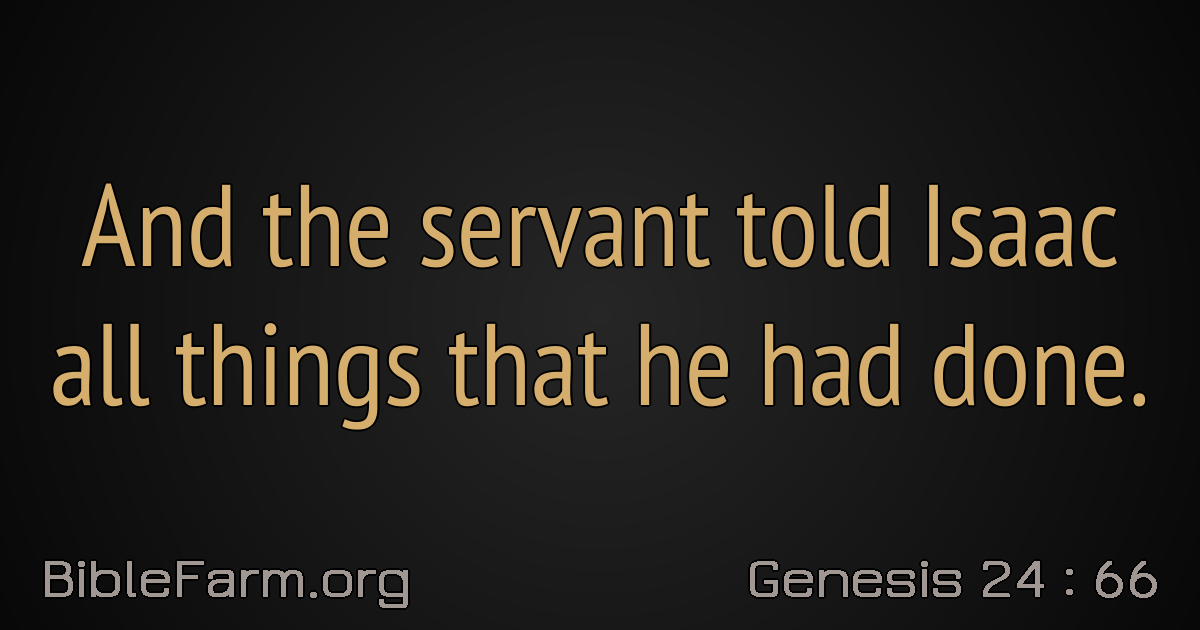 And the servant told Isaac
all things that he had done.
BibleFarm.org
Genesis 24 : 66